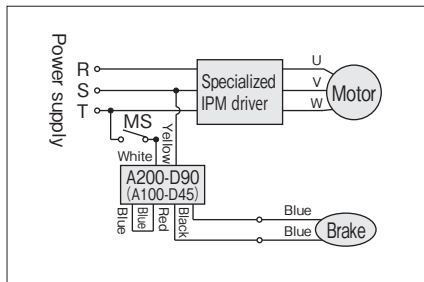 Power supply
R
S
T
Specialized
IPM driver
U
V
W
Motor
MS
White
Yellow
A200-D90
(A100-D45)
Blue
Blue
Red
Black
Blue
Blue
Brake